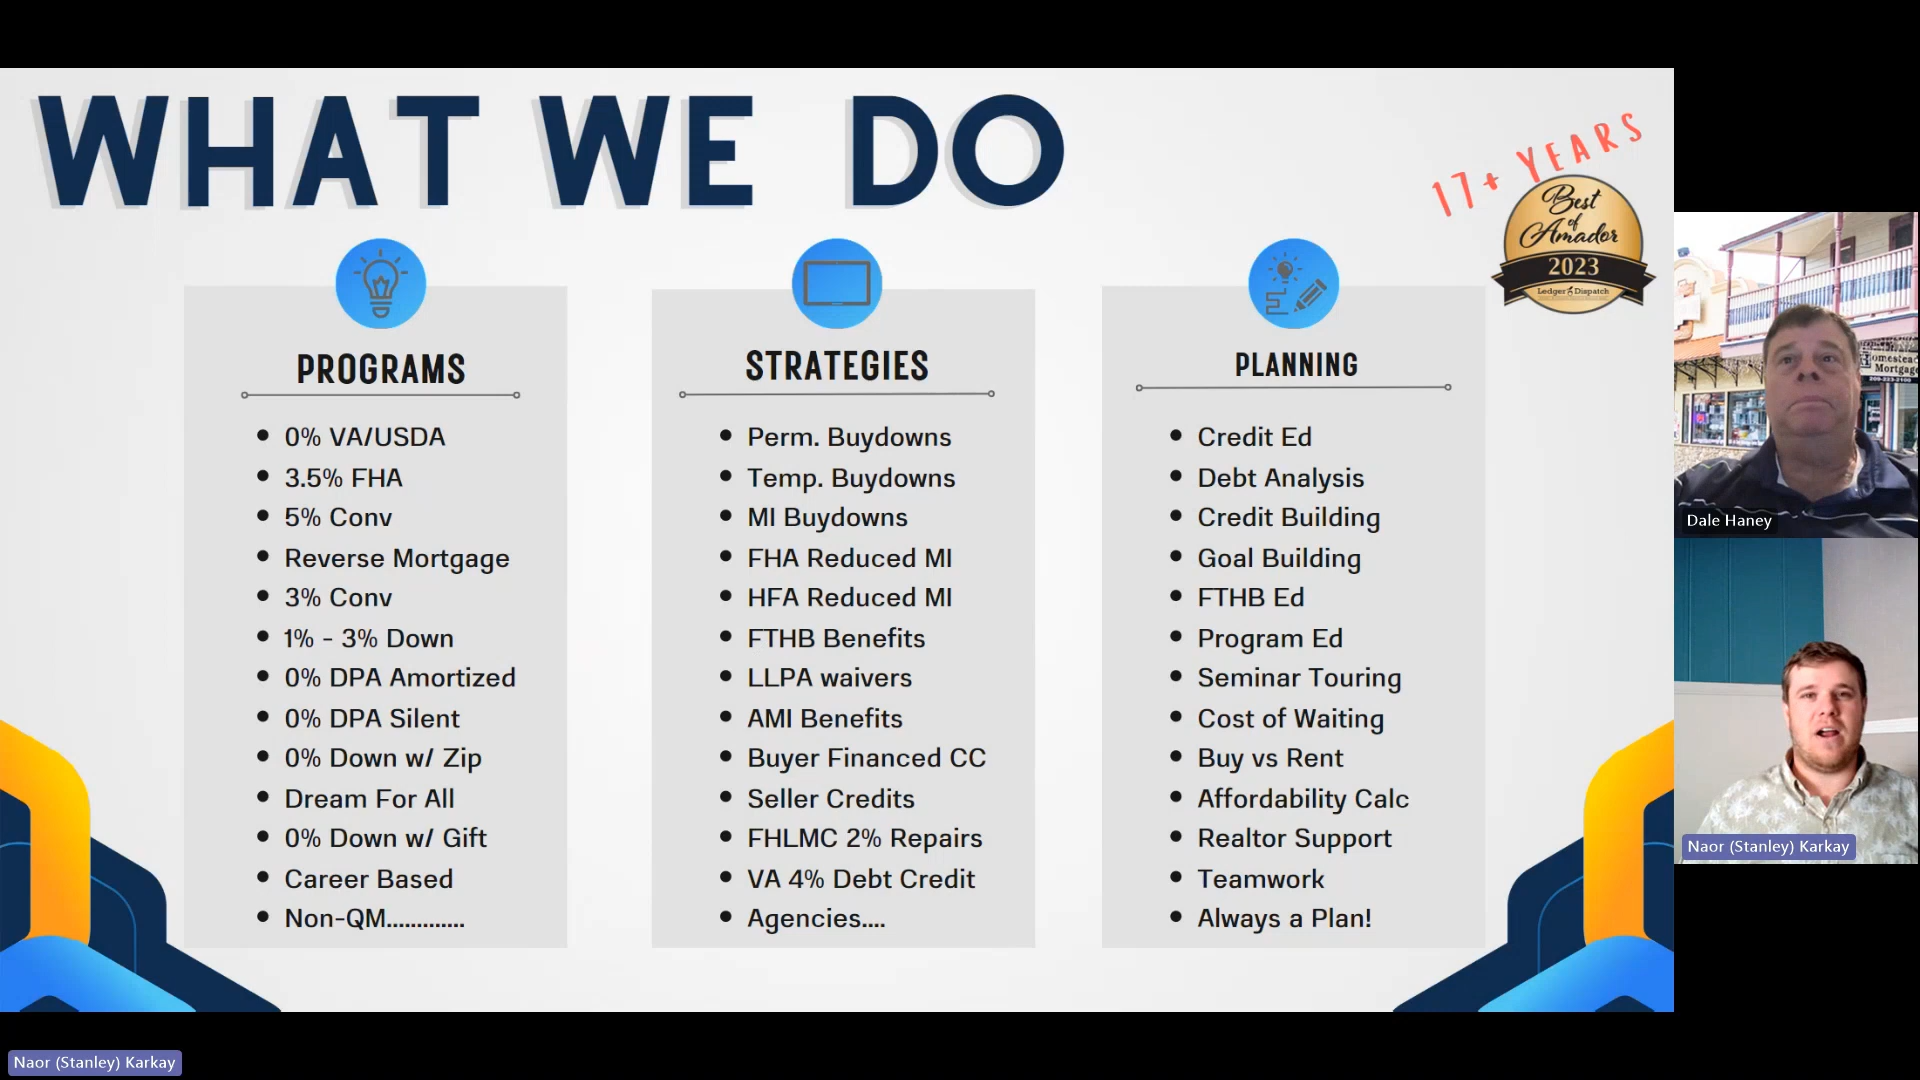 WHAT WE DO
17+ YEARS
Best
of
Amador
2023
Ledger Dispatch
PROGRAMS
0% VA/USDA
3.5% FHA
5% Conv
Reverse Mortgage
3% Conv
1% - 3% Down
0% DPA Amortized
0% DPA Silent
0% Down w/ Zip
Dream For All
0% Down w/ Gift
Career Based
Non-QM.............
STRATEGIES
Perm. Buydowns
Temp. Buydowns
MI Buydowns
FHA Reduced MI
HFA Reduced MI
FTHB Benefits
LLPA waivers
AMI Benefits
Buyer Financed CC
Seller Credits
FHLMC 2% Repairs
VA 4% Debt Credit
Agencies....
PLANNING
Credit Ed
Debt Analysis
Credit Building
Goal Building
FTHB Ed
Program Ed
Seminar Touring
Cost of Waiting
Buy vs Rent
Affordability Calc
Realtor Support
Teamwork
Always a Plan!
Homestead
Mortgage
209-223-2100
Dale Haney
Naor (Stanley) Karkay
Naor (Stanley) Karkay